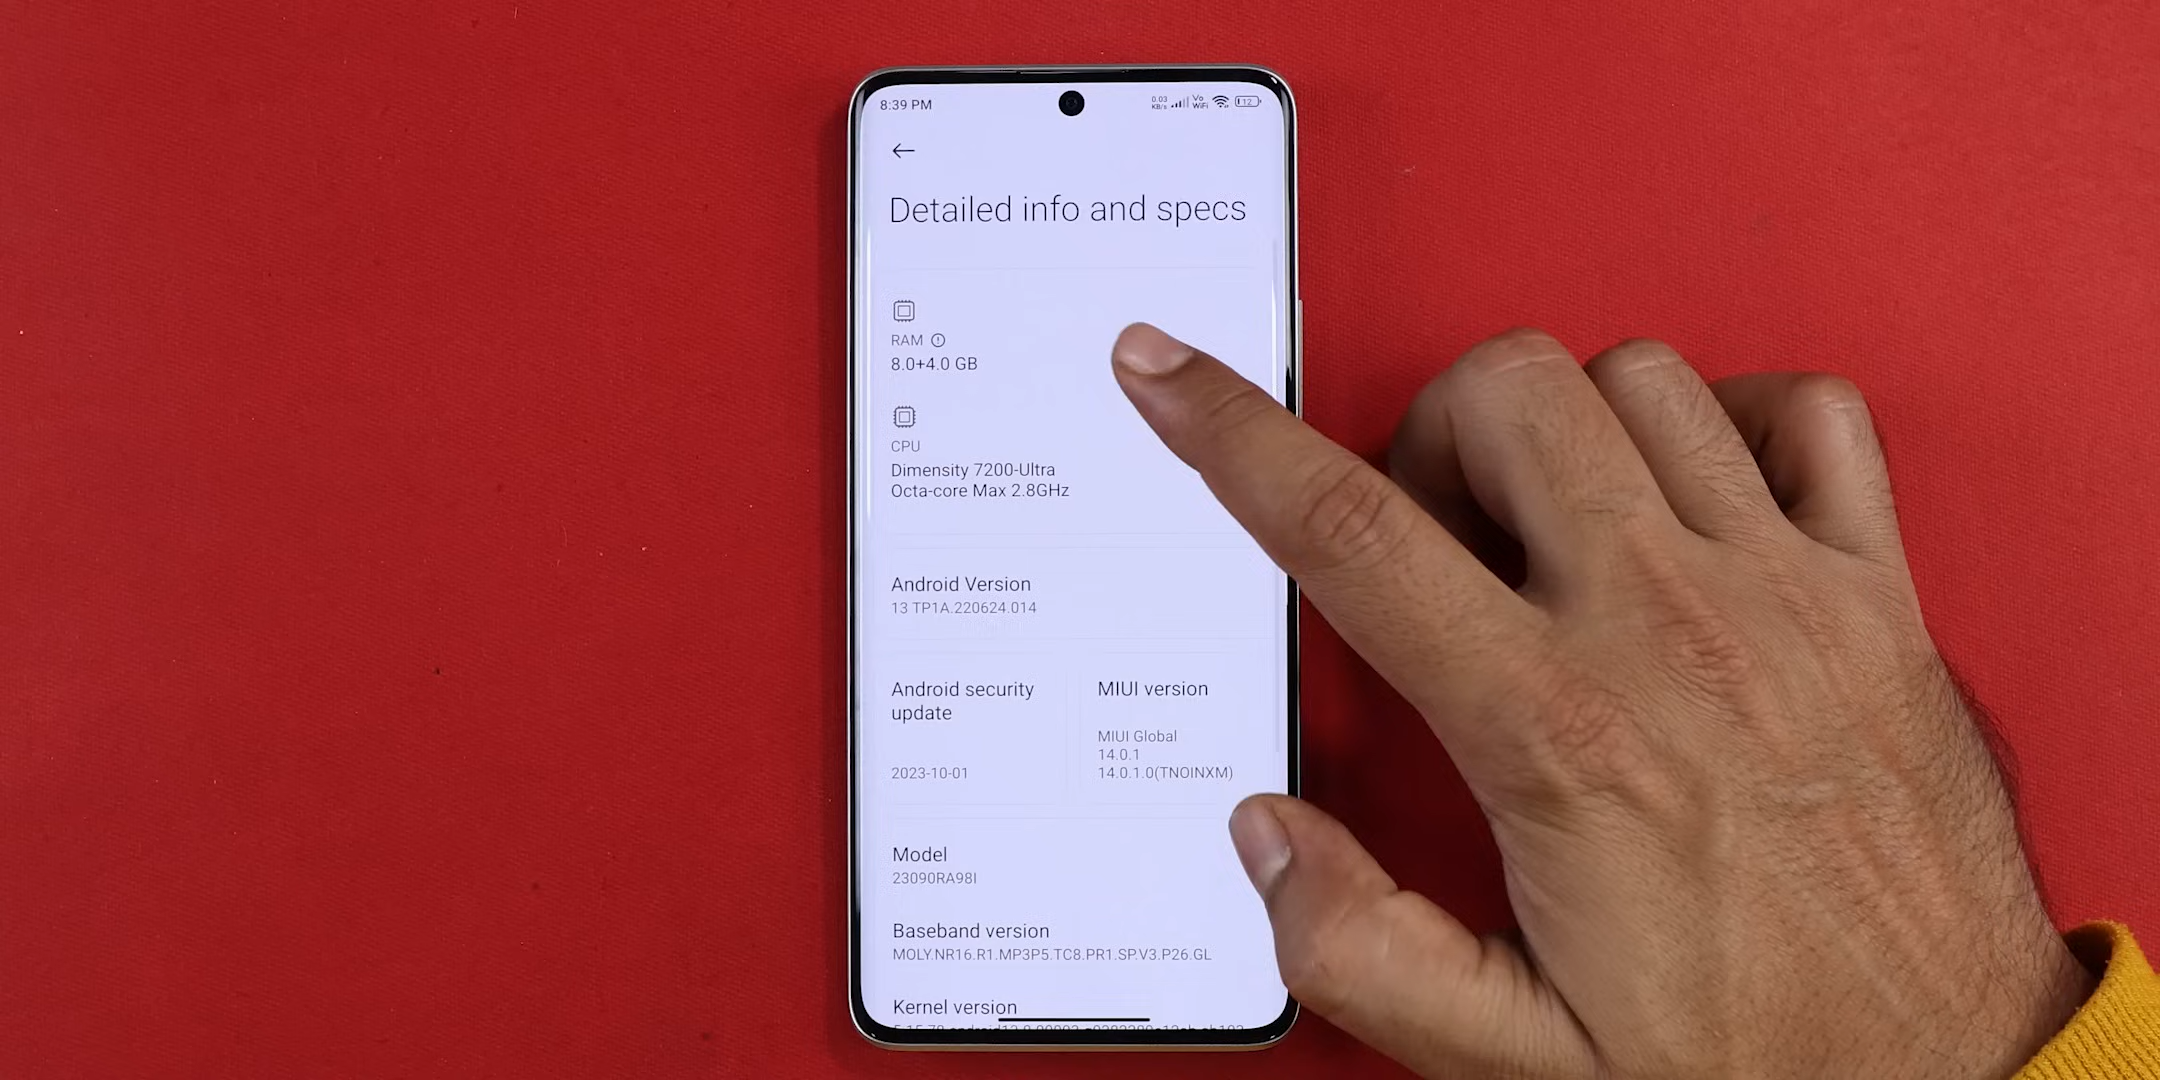 8:39 PM
0.03
KB/s
Vo
WiFi
12
Detailed info and specs
RAM
8.0+4.0 GB
CPU
Dimensity 7200-Ultra
Octa-core Max 2.8GHz
Android Version
13 TP1A.220624.014
Android security
update
2023-10-01
MIUI version
MIUI Global
14.0.1
14.0.1.0(TNOINXM)
Model
23090RA98I
Baseband version
MOLY.NR16.R1.MP3P5.TC8.PR1.SP.V3.P26.GL
Kernel version